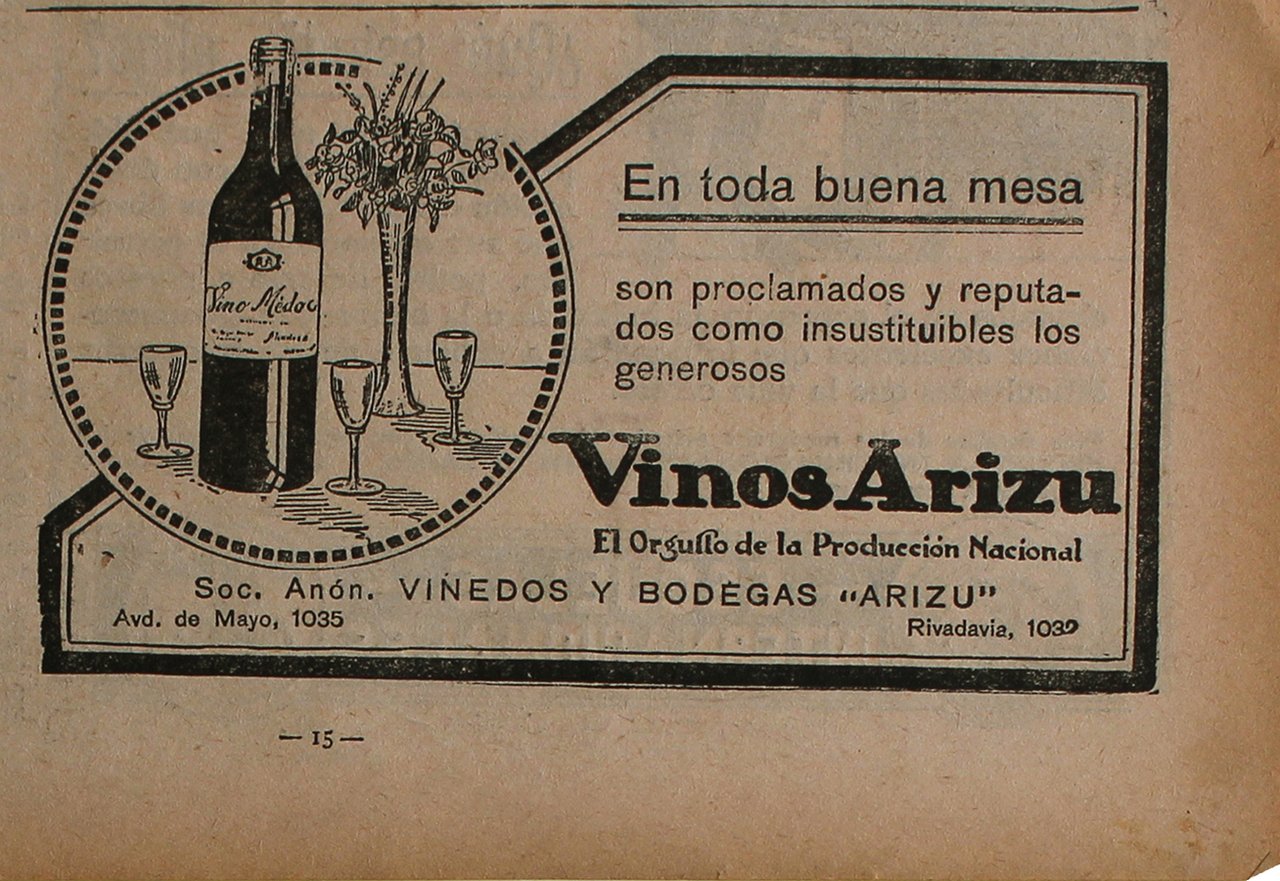 En toda buena mesa
son proclamados y reputa-
dos como insustituibles los
generosos
Vinos Arizu
El Orgullo de la Producción Nacional
Soc. Anón. VIÑEDOS Y BODEGAS "ARIZU"
Avd. de Mayo, 1035
Rivadavia, 1039
Vino Médoc
— 15 —